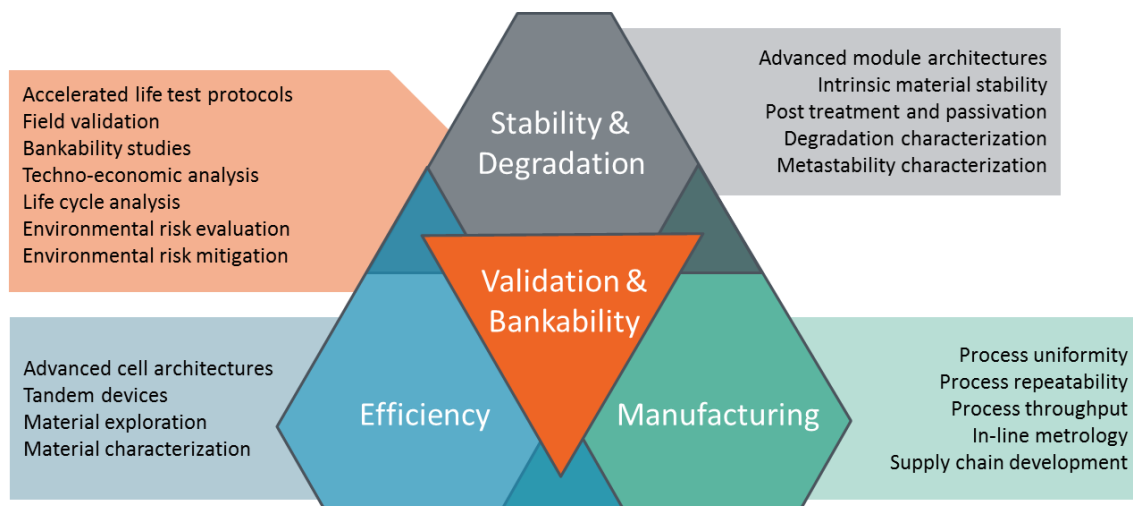 Accelerated life test protocols
Field validation
Bankability studies
Techno-economic analysis
Life cycle analysis
Environmental risk evaluation
Environmental risk mitigation
Stability &
Degradation
Advanced module architectures
Intrinsic material stability
Post treatment and passivation
Degradation characterization
Metastability characterization
Validation &
Bankability
Advanced cell architectures
Tandem devices
Material exploration
Material characterization
Efficiency
Manufacturing
Process uniformity
Process repeatability
Process throughput
In-line metrology
Supply chain development